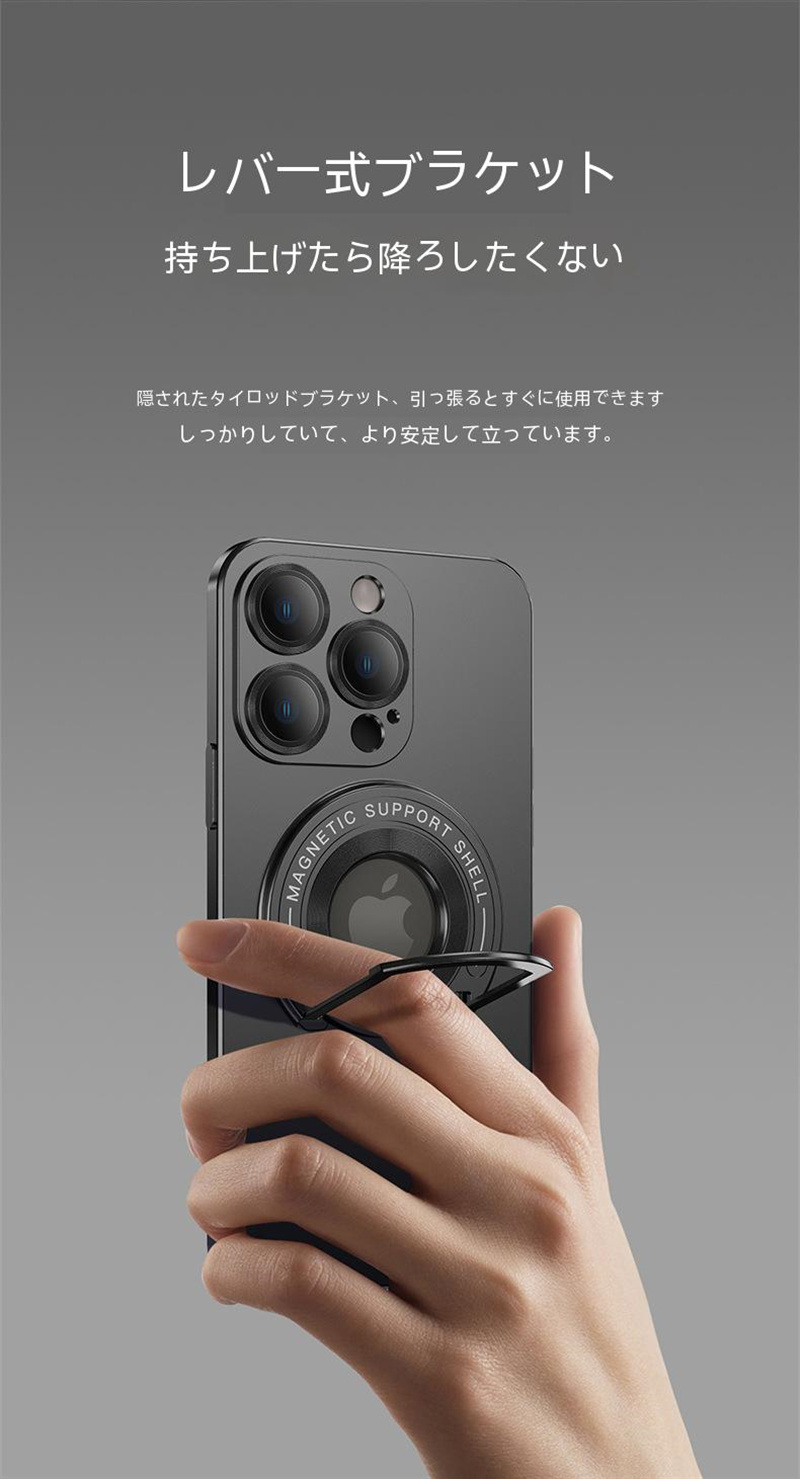 レバー式ブラケット
持ち上げたら降ろしたくない
隠されたタイロッドブラケット、引っ張るとすぐに使用できます
しっかりしていて、より安定して立っています。
MAGNETIC SUPPORT SHELL